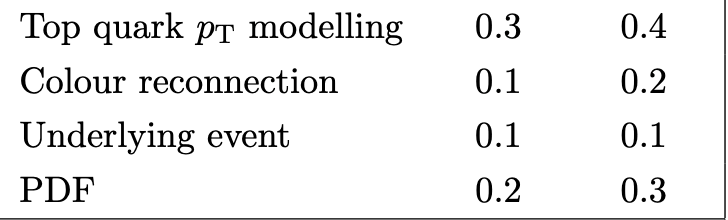 Top quark pT modelling 0.3 0.4
Colour reconnection 0.1 0.2
Underlying event 0.1 0.1
PDF 0.2 0.3